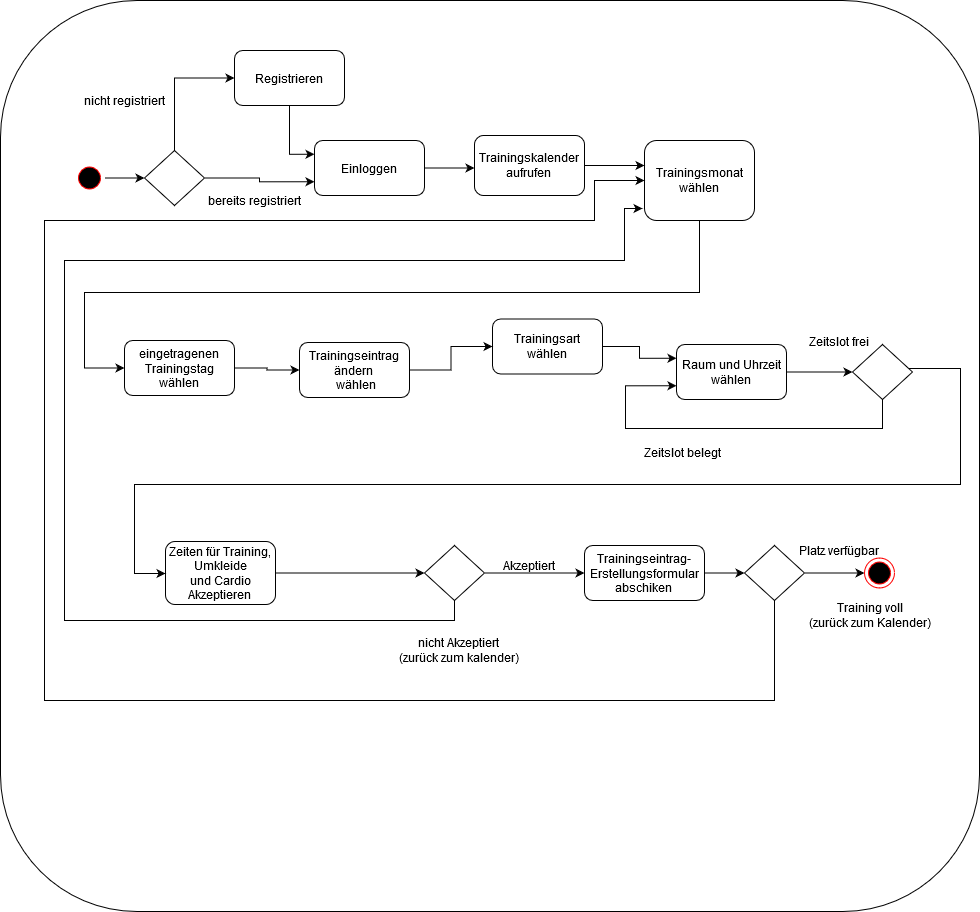 Registrieren
nicht registriert
Einloggen
Trainingskalender
aufrufen
Trainingsmonat
wählen
bereits registriert
eingetragenen
Trainingstag
wählen
Trainingseintrag
ändern
wählen
Trainingsart
wählen
Raum und Uhrzeit
wählen
Zeitslot frei
Zeitslot belegt
Zeiten für Training,
Umkleide
und Cardio
Akzeptieren
Akzeptiert
nicht Akzeptiert
(zurück zum kalender)
Trainingseintrag-
Erstellungsformular
abschiken
Platz verfügbar
Training voll
(zurück zum Kalender)